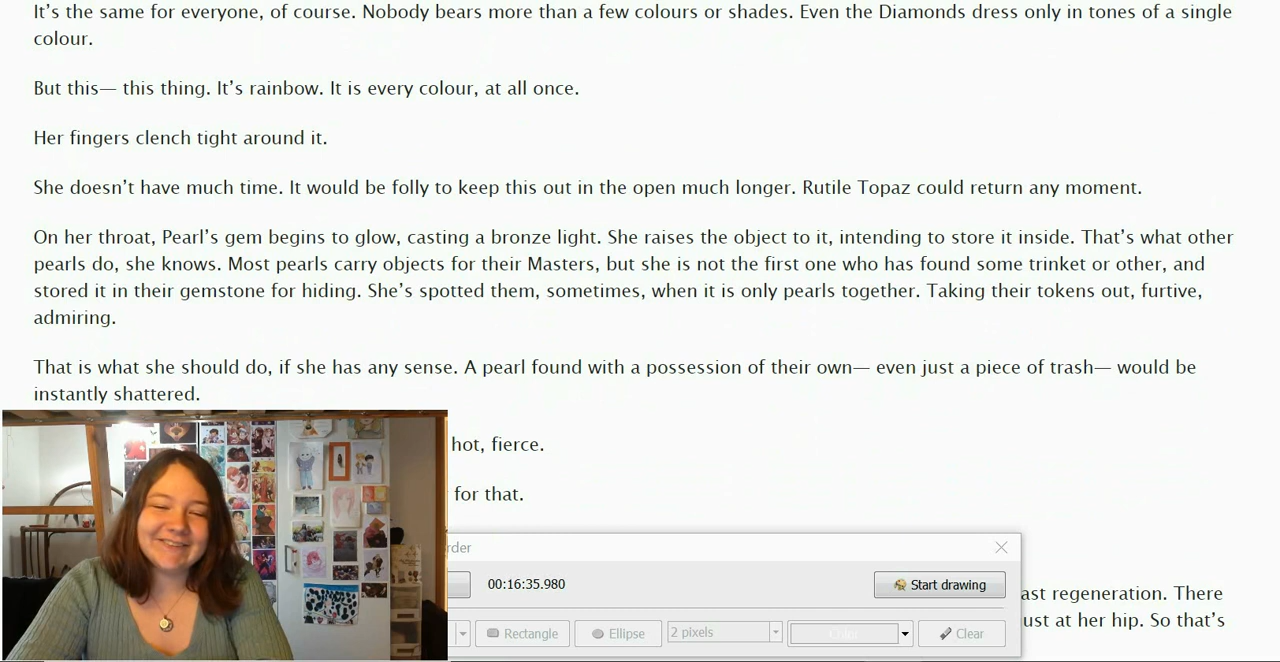 It's the same for everyone, of course. Nobody bears more than a few colours or shades. Even the Diamonds dress only in tones of a single
colour.
But this— this thing. It's rainbow. It is every colour, at all once.
Her fingers clench tight around it.
She doesn't have much time. It would be folly to keep this out in the open much longer. Rutile Topaz could return any moment.
On her throat, Pearl's gem begins to glow, casting a bronze light. She raises the object to it, intending to store it inside. That's what other
pearls do, she knows. Most pearls carry objects for their Masters, but she is not the first one who has found some trinket or other, and
stored it in their gemstone for hiding. She's spotted them, sometimes, when it is only pearls together. Taking their tokens out, furtive,
admiring.
That is what she should do, if she has any sense. A pearl found with a possession of their own— even just a piece of trash— would be
instantly shattered.
hot, fierce.
for that.
rder
00:16:35.980
Start drawing
ast regeneration. There
ust at her hip. So that's
Rectangle
Ellipse
2 pixels
Color
Clear